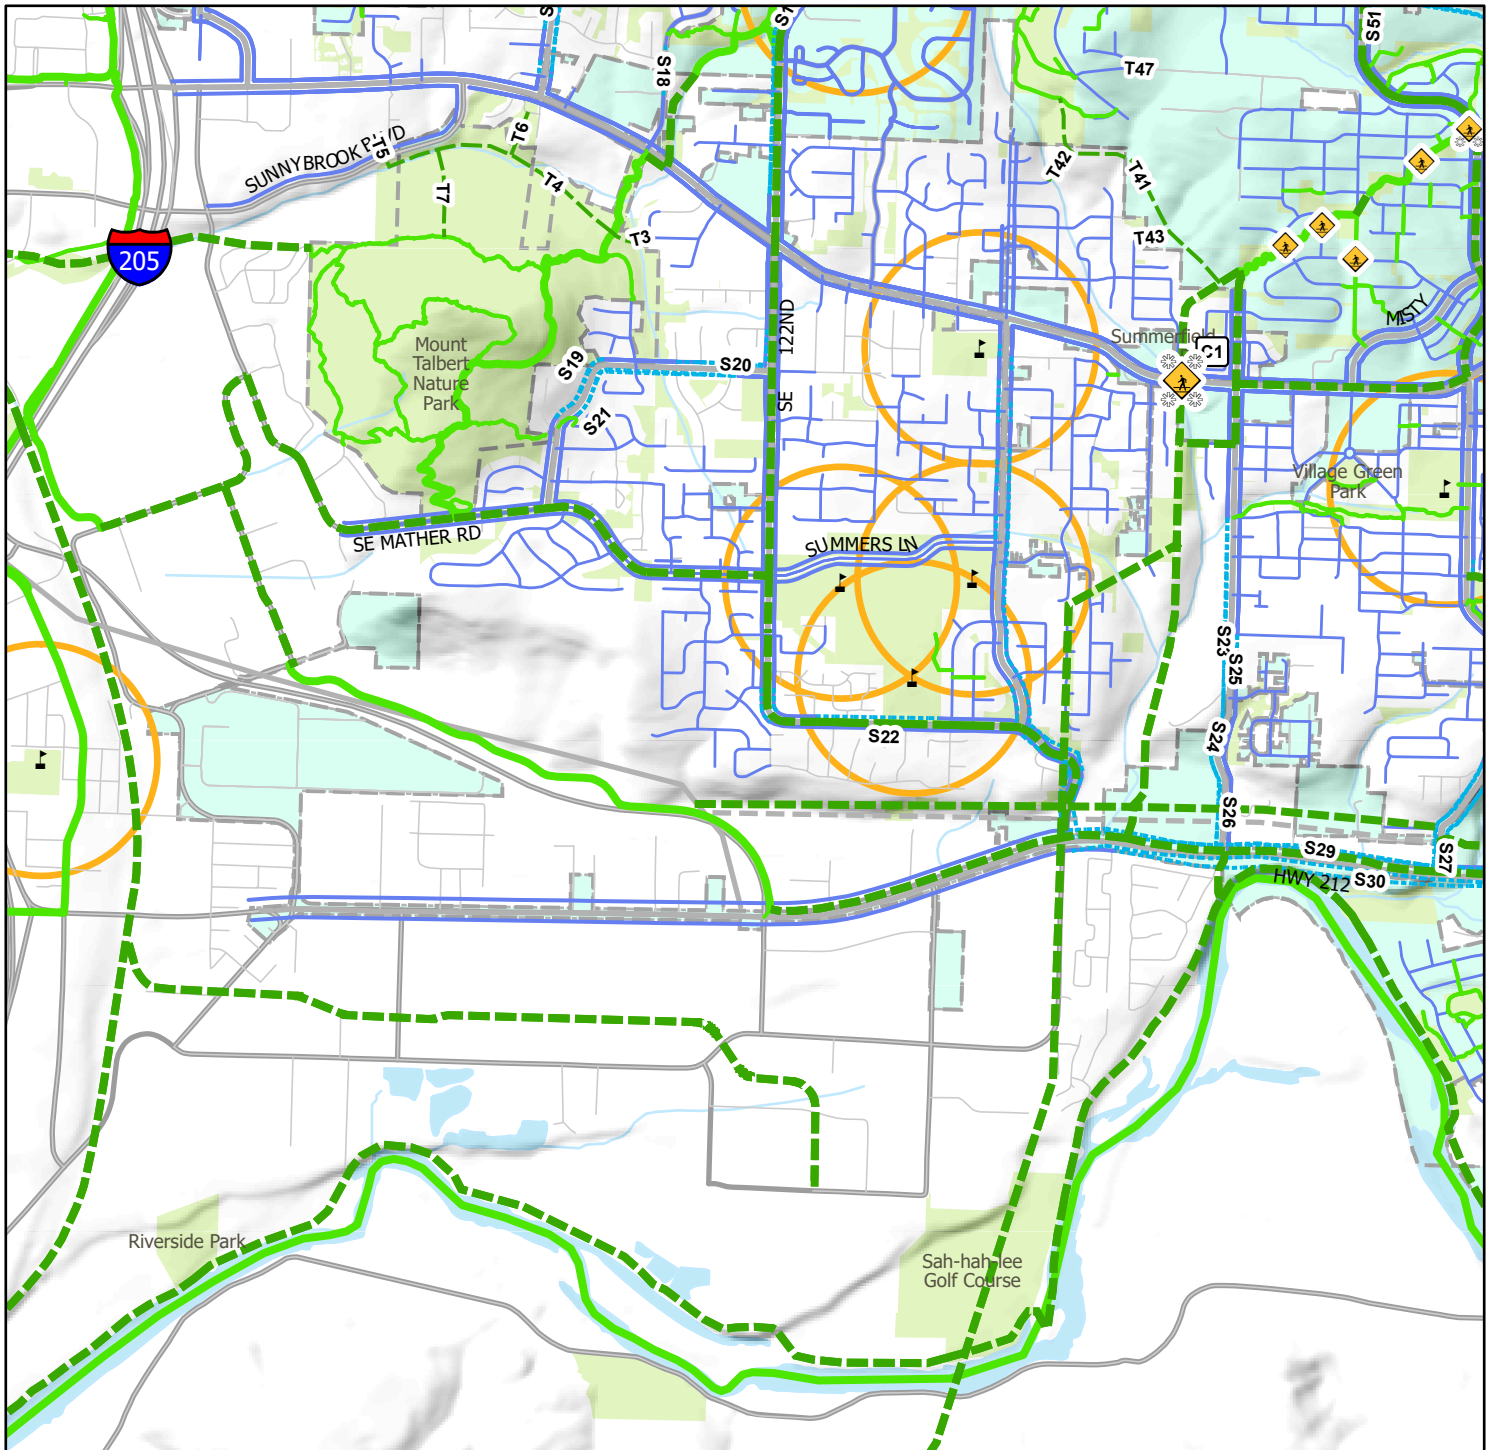 S18
S51
T47
T6
SUNNYBROOK
T5
T7
T4
T3
T42
T41
T43
205
MISTY
Summerfield
C1
SE 122ND
Mount
Talbert
Nature
Park
S19
S20
S21
Village Green
Park
SE MATHER RD
SUMMERS LN
S23
S25
S24
S22
S26
S29
S27
HWY 212
S30
Riverside Park
Sah-hah-lee
Golf Course